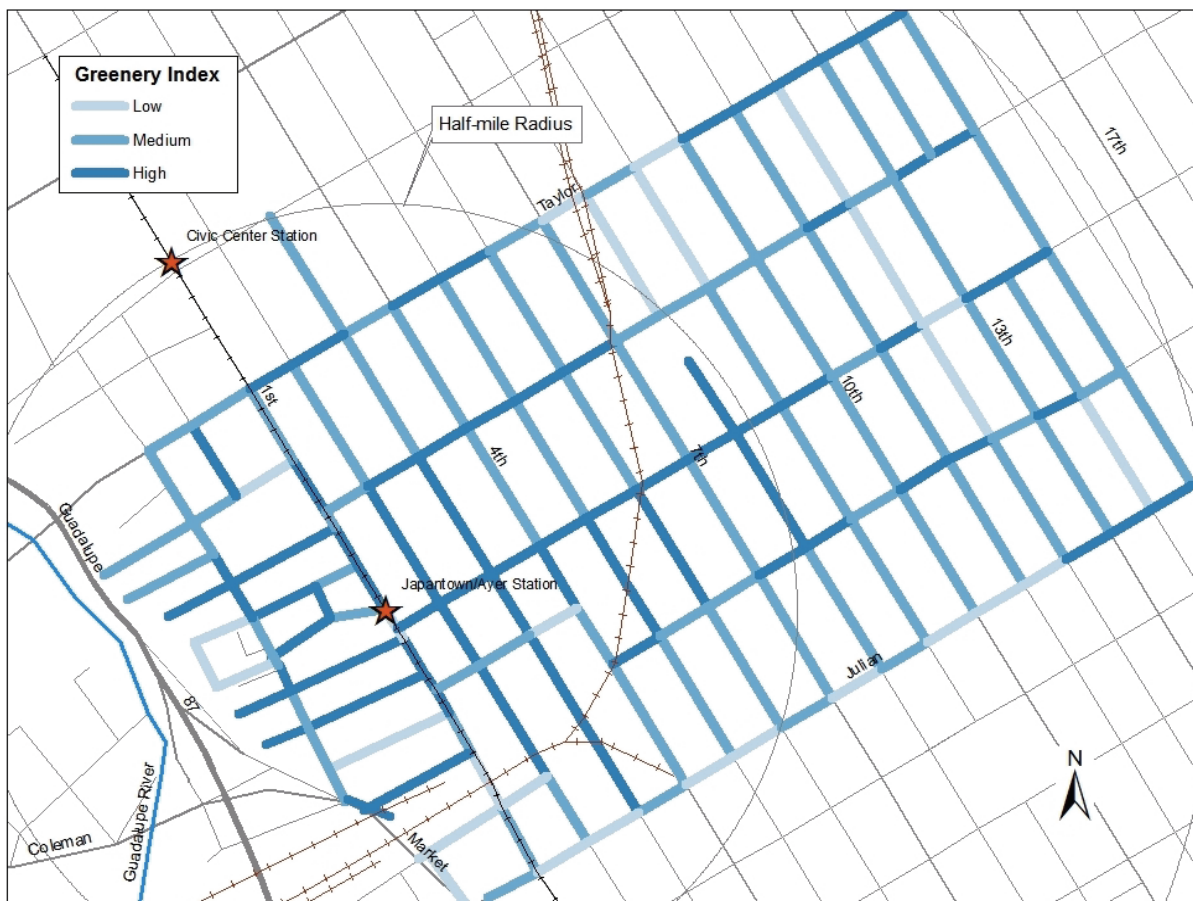 Greenery Index
Low
Medium
High
Half-mile Radius
17th
Taylor
Civic Center Station
1st
13th
10th
4th
7th
Guadalupe
Japantown/Ayer Station
Julian
87
N
Guadalupe River
Coleman
Market